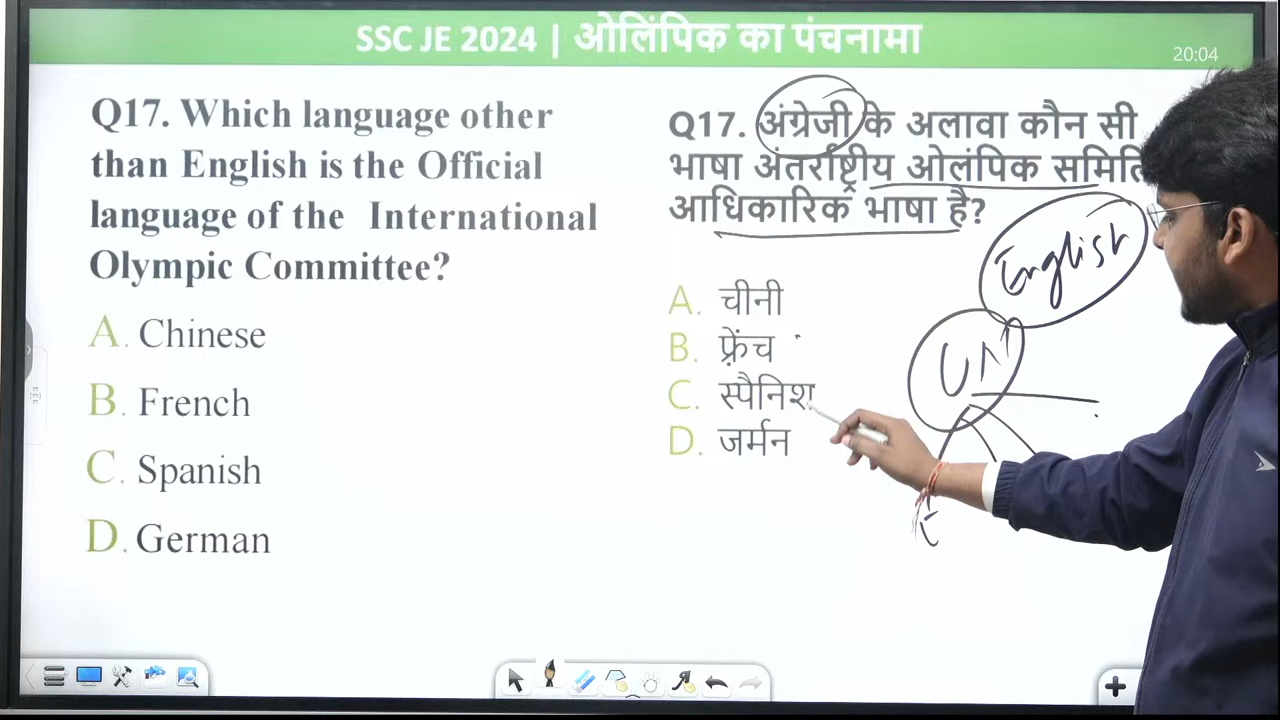 SSC JE 2024 | ओलिंपिक का पंचनामा
20:04
Q17. Which language other
than English is the Official
language of the International
Olympic Committee?
A. Chinese
B. French
C. Spanish
D. German
Q17. अंग्रेजी के अलावा कौन सी
भाषा अंतर्राष्ट्रीय ओलंपिक समिति
आधिकारिक भाषा है?
A. चीनी
B. फ़्रेंच
C. स्पैनिश
D. जर्मन
English
UN